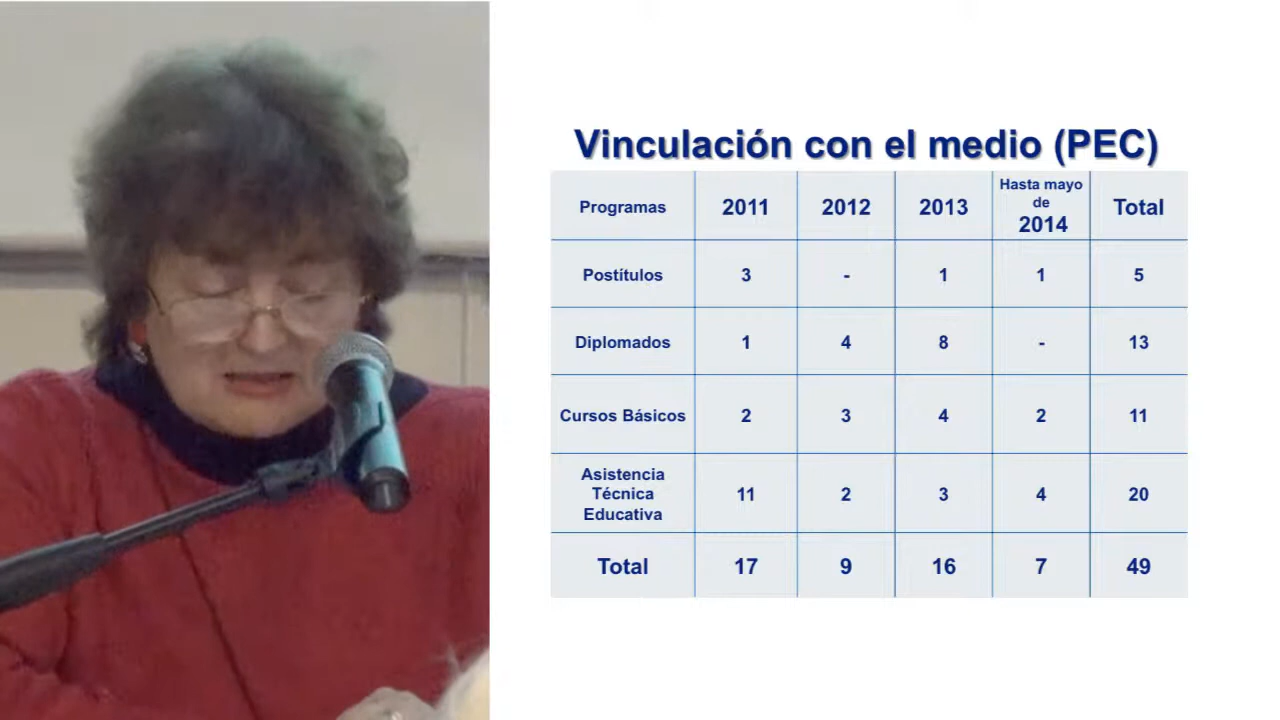 Vinculación con el medio (PEC)
Programas 2011 2012 2013 Hasta mayo de 2014 Total
Postítulos 3 - 1 1 5
Diplomados 1 4 8 - 13
Cursos Básicos 2 3 4 2 11
Asistencia Técnica Educativa 11 2 3 4 20
Total 17 9 16 7 49